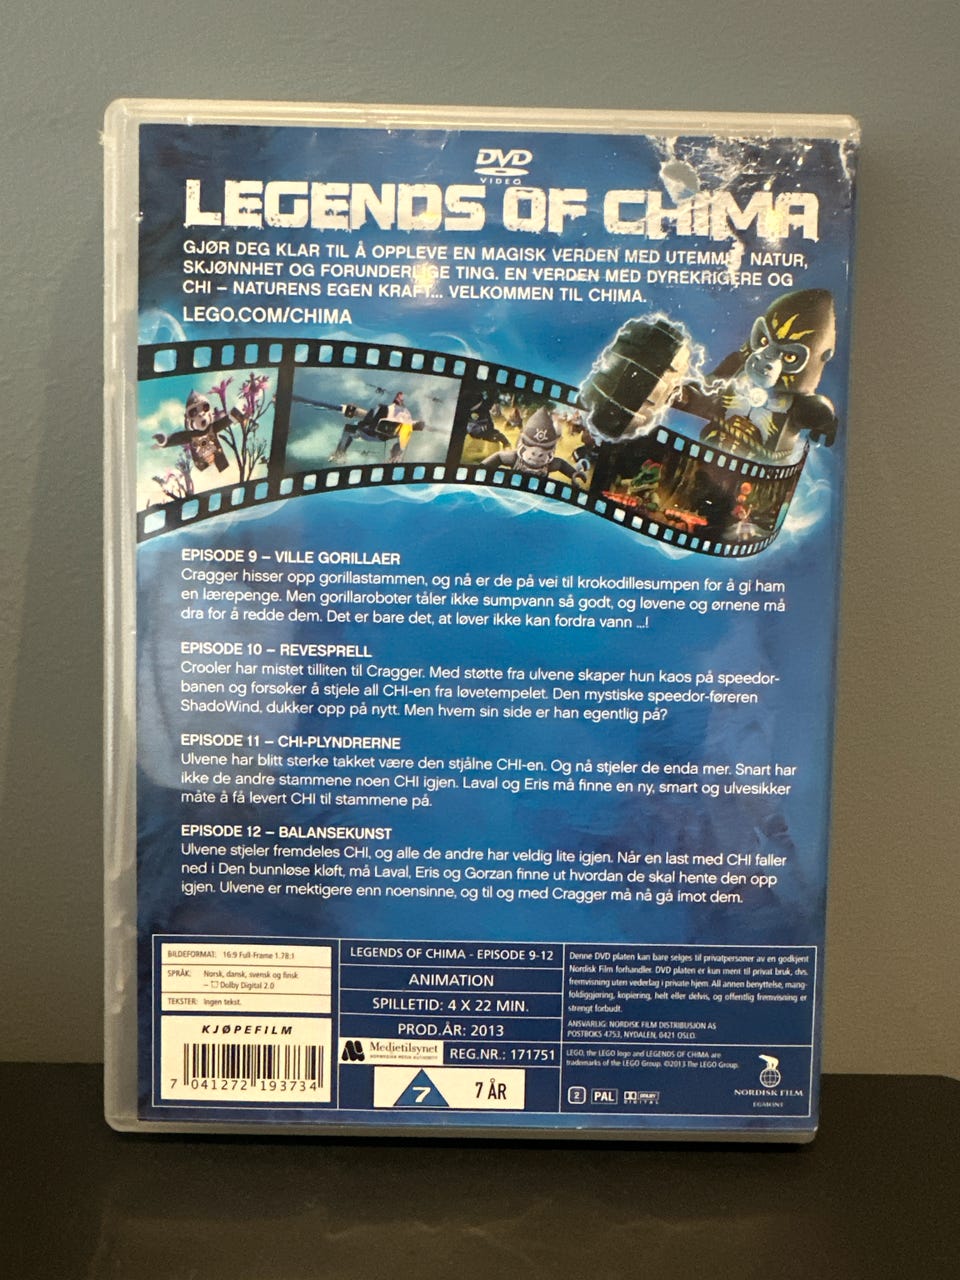 DVD
VIDEO
LEGENDS OF CHIMA
GJØR DEG KLAR TIL Å OPPLEVE EN MAGISK VERDEN MED UTEMMET NATUR,
SKJØNNHET OG FORUNDERLIGE TING. EN VERDEN MED DYREKRIGERE OG
CHI – NATURENS EGEN KRAFT... VELKOMMEN TIL CHIMA.
LEGO.COM/CHIMA
EPISODE 9 – VILLE GORILLAER
Cragger hisser opp gorillastammen, og nå er de på vei til krokodillesumpen for å gi ham
en lærepenge. Men gorillaroboter tåler ikke sumpvann så godt, og løvene og ørnene må
dra for å redde dem. Det er bare det, at løver ikke kan fordra vann ...!
EPISODE 10 – REVESPRELL
Crooler har mistet tilliten til Cragger. Med støtte fra ulvene skaper hun kaos på speedor-
banen og forsøker å stjele all CHI-en fra løvetempelet. Den mystiske speedor-føreren
ShadoWind, dukker opp på nytt. Men hvem sin side er han egentlig på?
EPISODE 11 – CHI-PLYNDRERNE
Ulvene har blitt sterke takket være den stjålne CHI-en. Og nå stjeler de enda mer. Snart har
ikke de andre stammene noen CHI igjen. Laval og Eris må finne en ny, smart og ulvesikker
måte å få levert CHI til stammene på.
EPISODE 12 – BALANSEKUNST
Ulvene stjeler fremdeles CHI, og alle de andre har veldig lite igjen. Når en last med CHI faller
ned i Den bunnløse kløft, må Laval, Eris og Gorzan finne ut hvordan de skal hente den opp
igjen. Ulvene er mektigere enn noensinne, og til og med Cragger må nå gå imot dem.
BILDEFORMAT: 16:9 Full-Frame 1.78:1
SPRÅK: Norsk, dansk, svensk og finsk
– Dolby Digital 2.0
TEKSTER: Ingen tekst.
KJØPEFILM
7 041272 193734
LEGENDS OF CHIMA - EPISODE 9-12
ANIMATION
SPILLETID: 4 X 22 MIN.
PROD.ÅR: 2013
Medietilsynet
NORWEGIAN MEDIA AUTHORITY
REG.NR.: 171751
7
7 ÅR
Denne DVD platen kan bare selges til privatpersoner av en godkjent
Nordisk Film forhandler. DVD platen er kun ment til privat bruk, dvs.
fremvisning uten vederlag i private hjem. All annen benyttelse, mang-
foldiggjøring, kopiering, helt eller delvis, og offentlig fremvisning er
strengt forbudt.
ANSVARLIG: NORDISK FILM DISTRIBUSJON AS
POSTBOKS 4753, NYDALEN, 0421 OSLO.
LEGO, the LEGO logo and LEGENDS OF CHIMA are
trademarks of the LEGO Group. ©2013 The LEGO Group.
2 PAL DOLBY
DIGITAL
NORDISK FILM
EGMONT